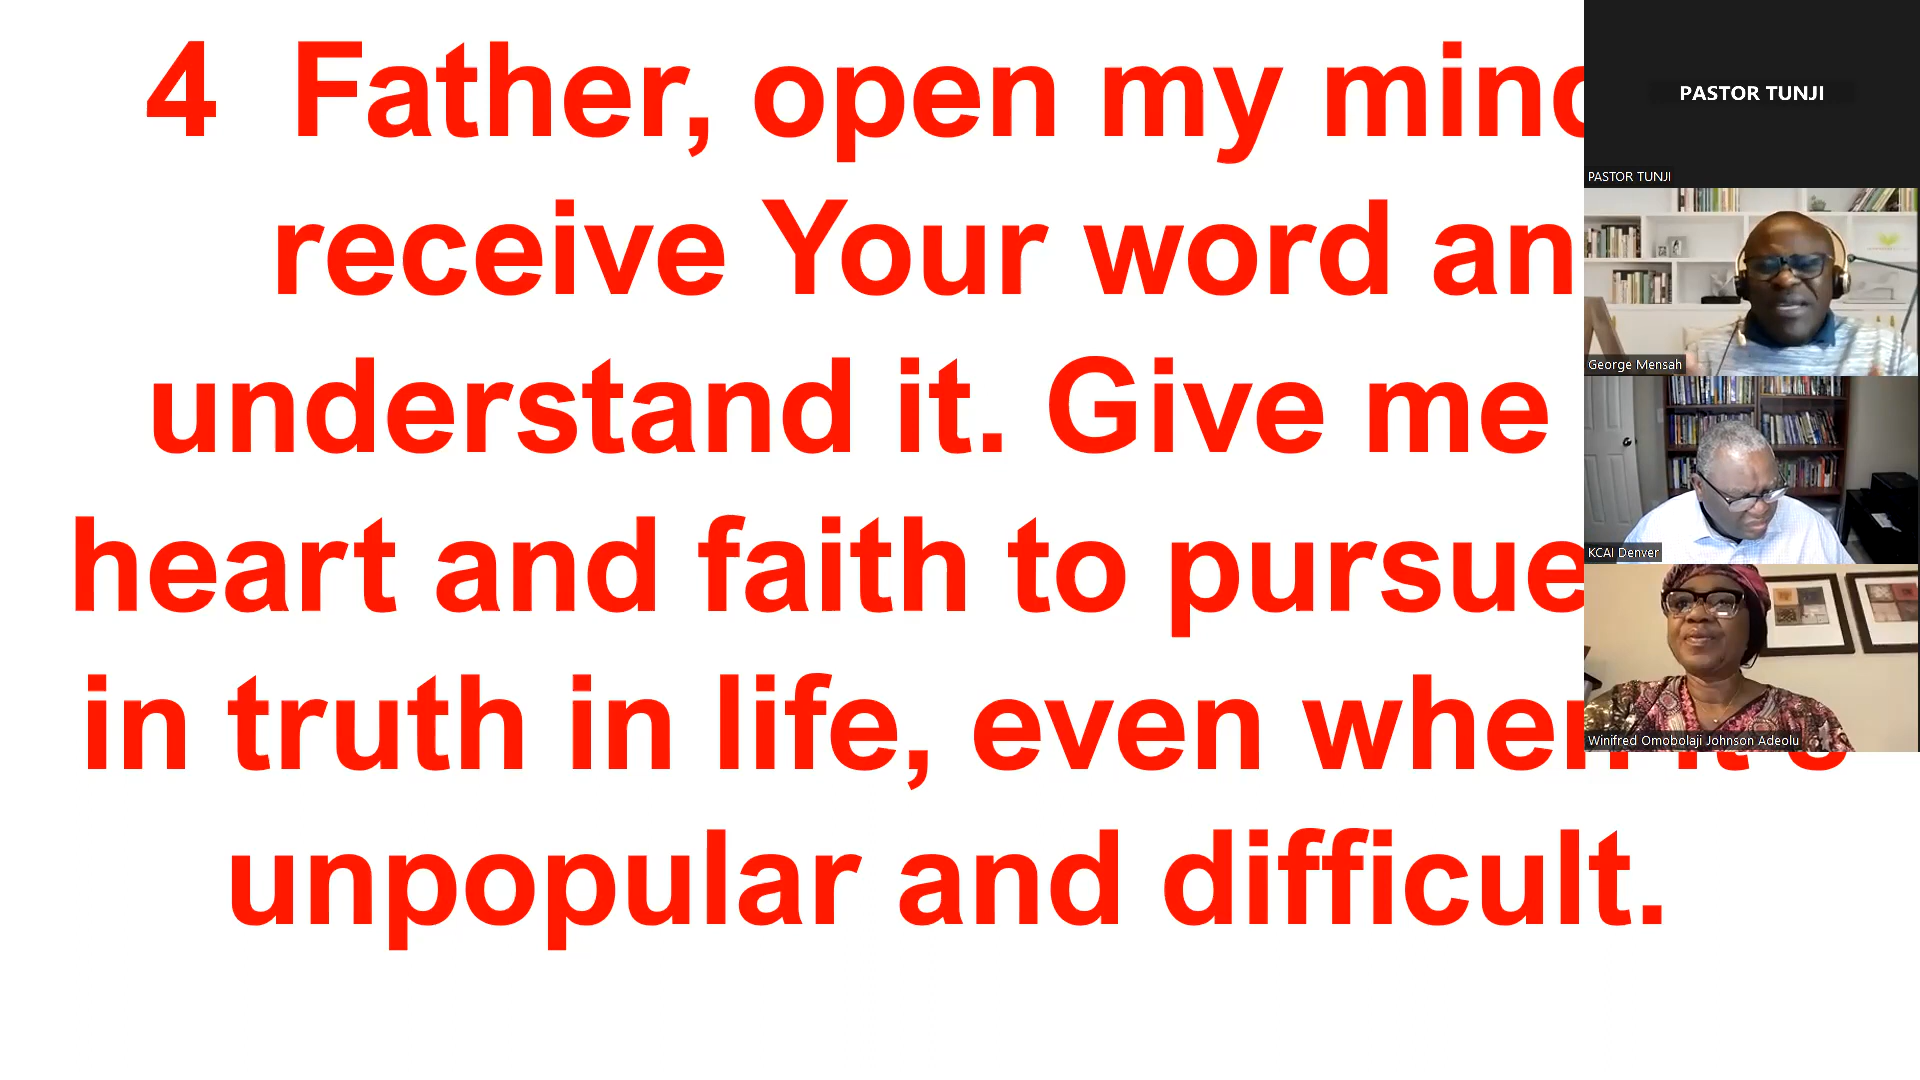 4 Father, open my mind
receive Your word an
understand it. Give me
heart and faith to pursue
in truth in life, even when it's
unpopular and difficult.
PASTOR TUNJI
PASTOR TUNJI
George Mensah
KCAI Denver
Winifred Omobolaji Johnson Adeolu